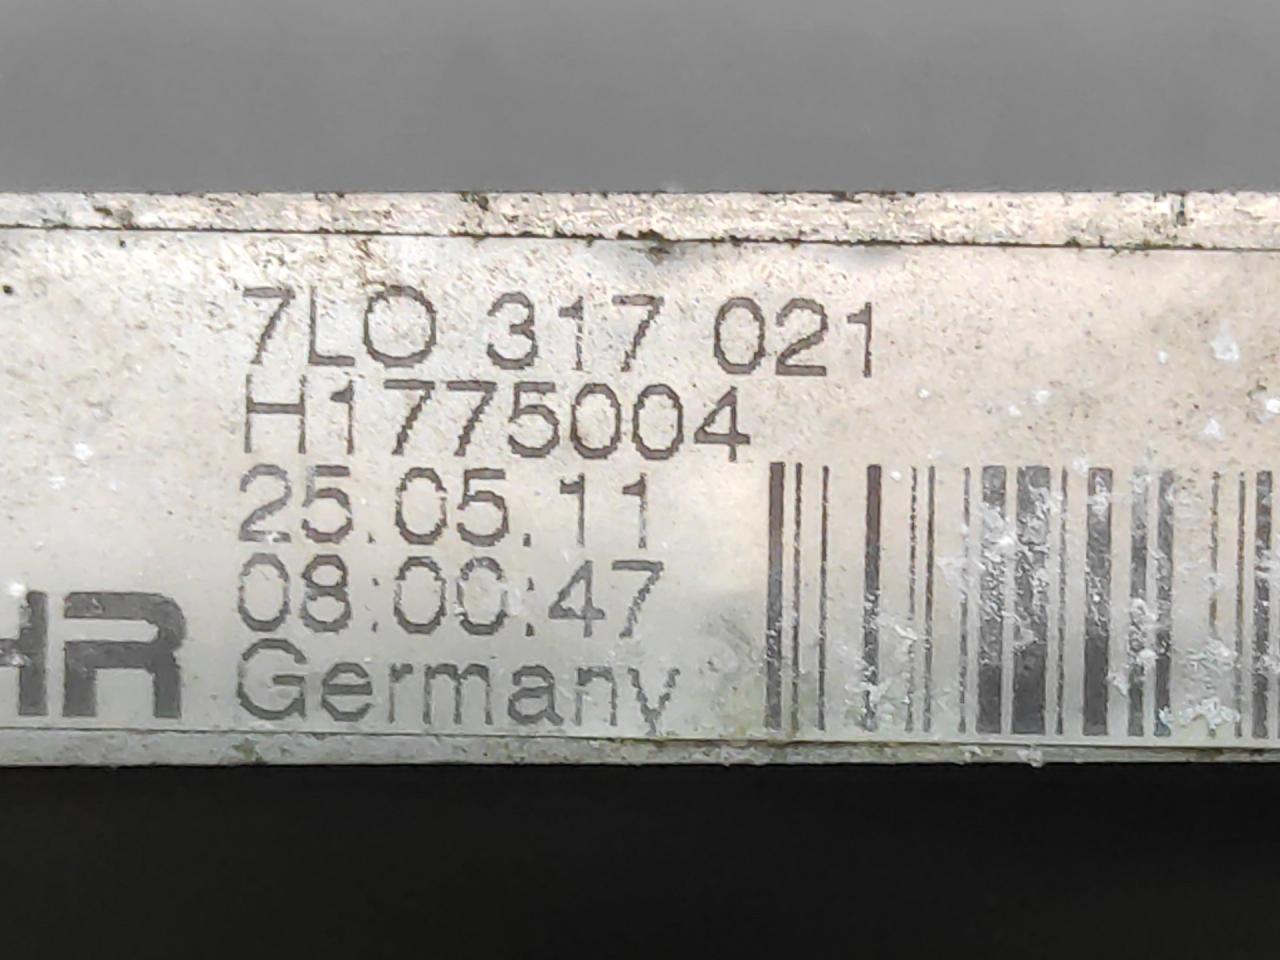 7LO 317 021
H1775004
25.05.11
08:00:47
HR Germany